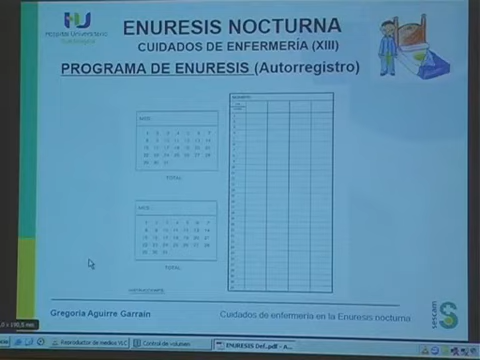 Hospital Universitario
ENURESIS NOCTURNA
CUIDADOS DE ENFERMERÍA (XIII)
PROGRAMA DE ENURESIS (Autorregistro)
MES:
1 2 3 4 5 6 7
8 9 10 11 12 13 14
15 16 17 18 19 20 21
22 23 24 25 26 27 28
29 30 31
TOTAL:
MES:
1 2 3 4 5 6 7
8 9 10 11 12 13 14
15 16 17 18 19 20 21
22 23 24 25 26 27 28
29 30 31
TOTAL:
Gregoria Aguirre Garraín
Cuidados de enfermería en la Enuresis nocturna
sescam
Reproductor de medios VLC
Control de volumen
ENURESIS Def.pdf - A...